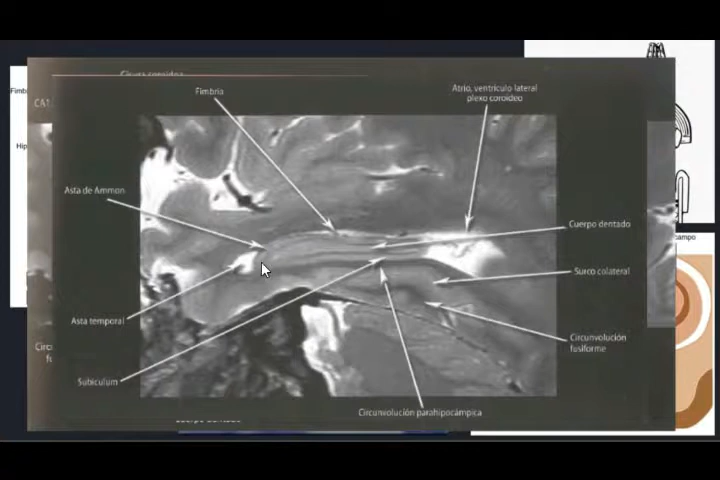 Fimbria
Atrio, ventrículo lateral
plexo coroideo
Asta de Ammon
Cuerpo dentado
Surco colateral
Asta temporal
Circunvolución
fusiforme
Subiculum
Circunvolución parahipocámpica
CA1